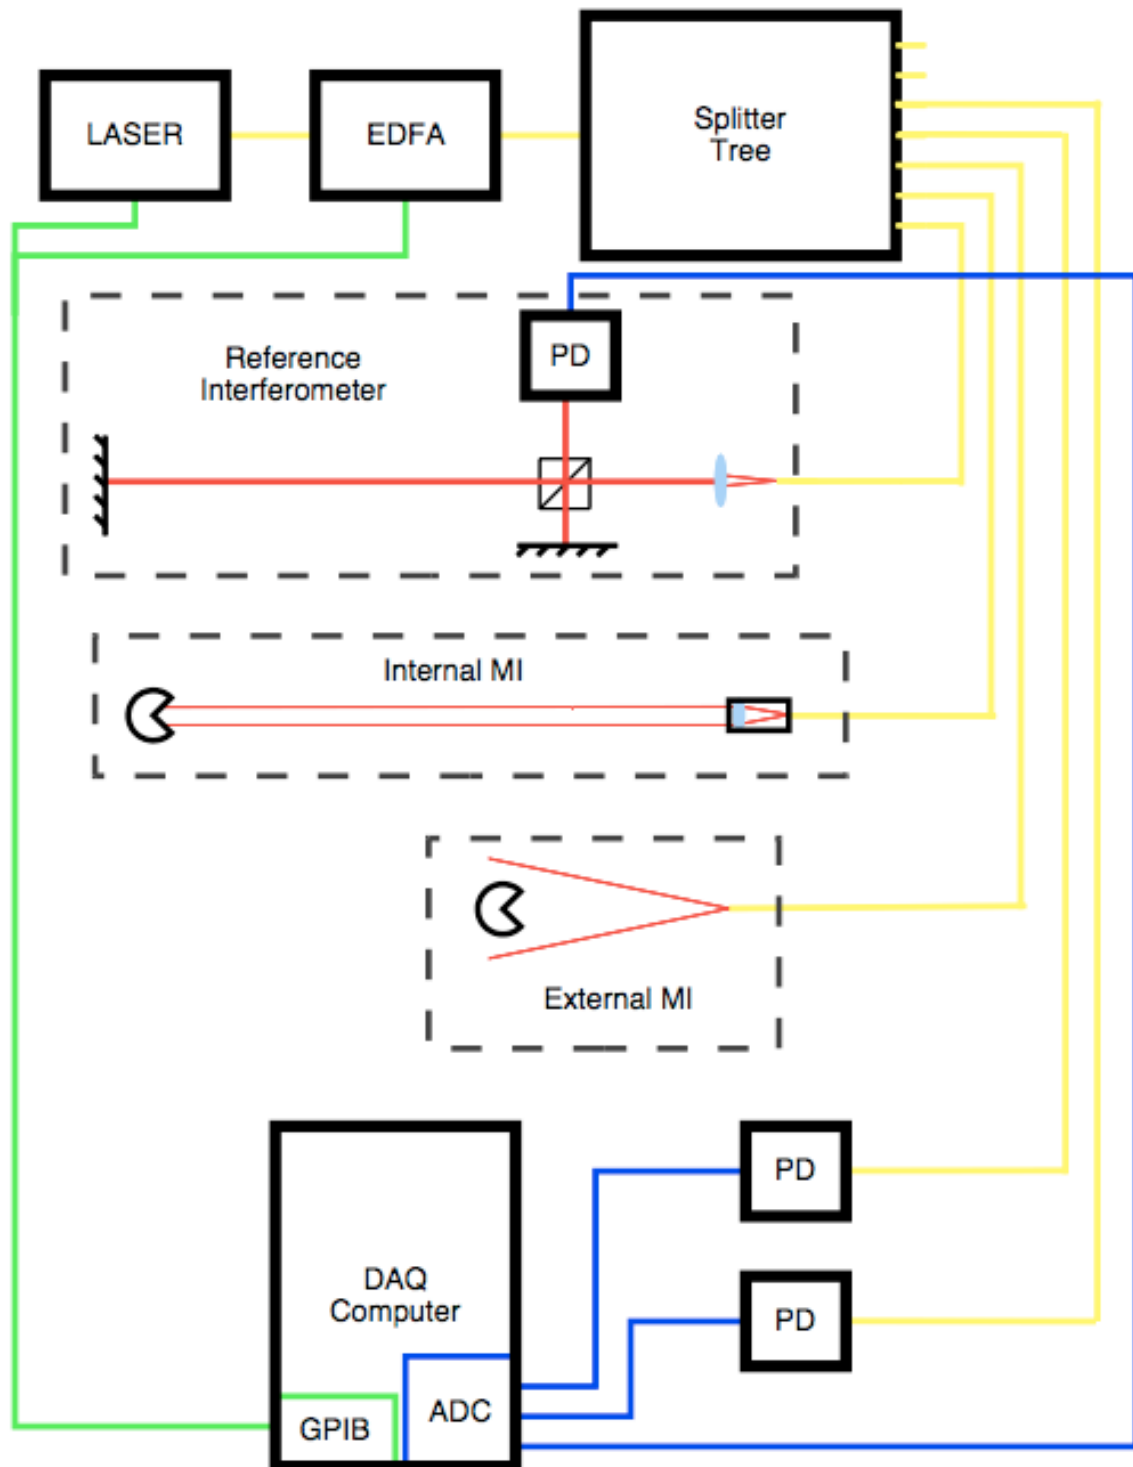 LASER
EDFA
Splitter
Tree
PD
Reference
Interferometer
Internal MI
External MI
PD
DAQ
Computer
PD
ADC
GPIB